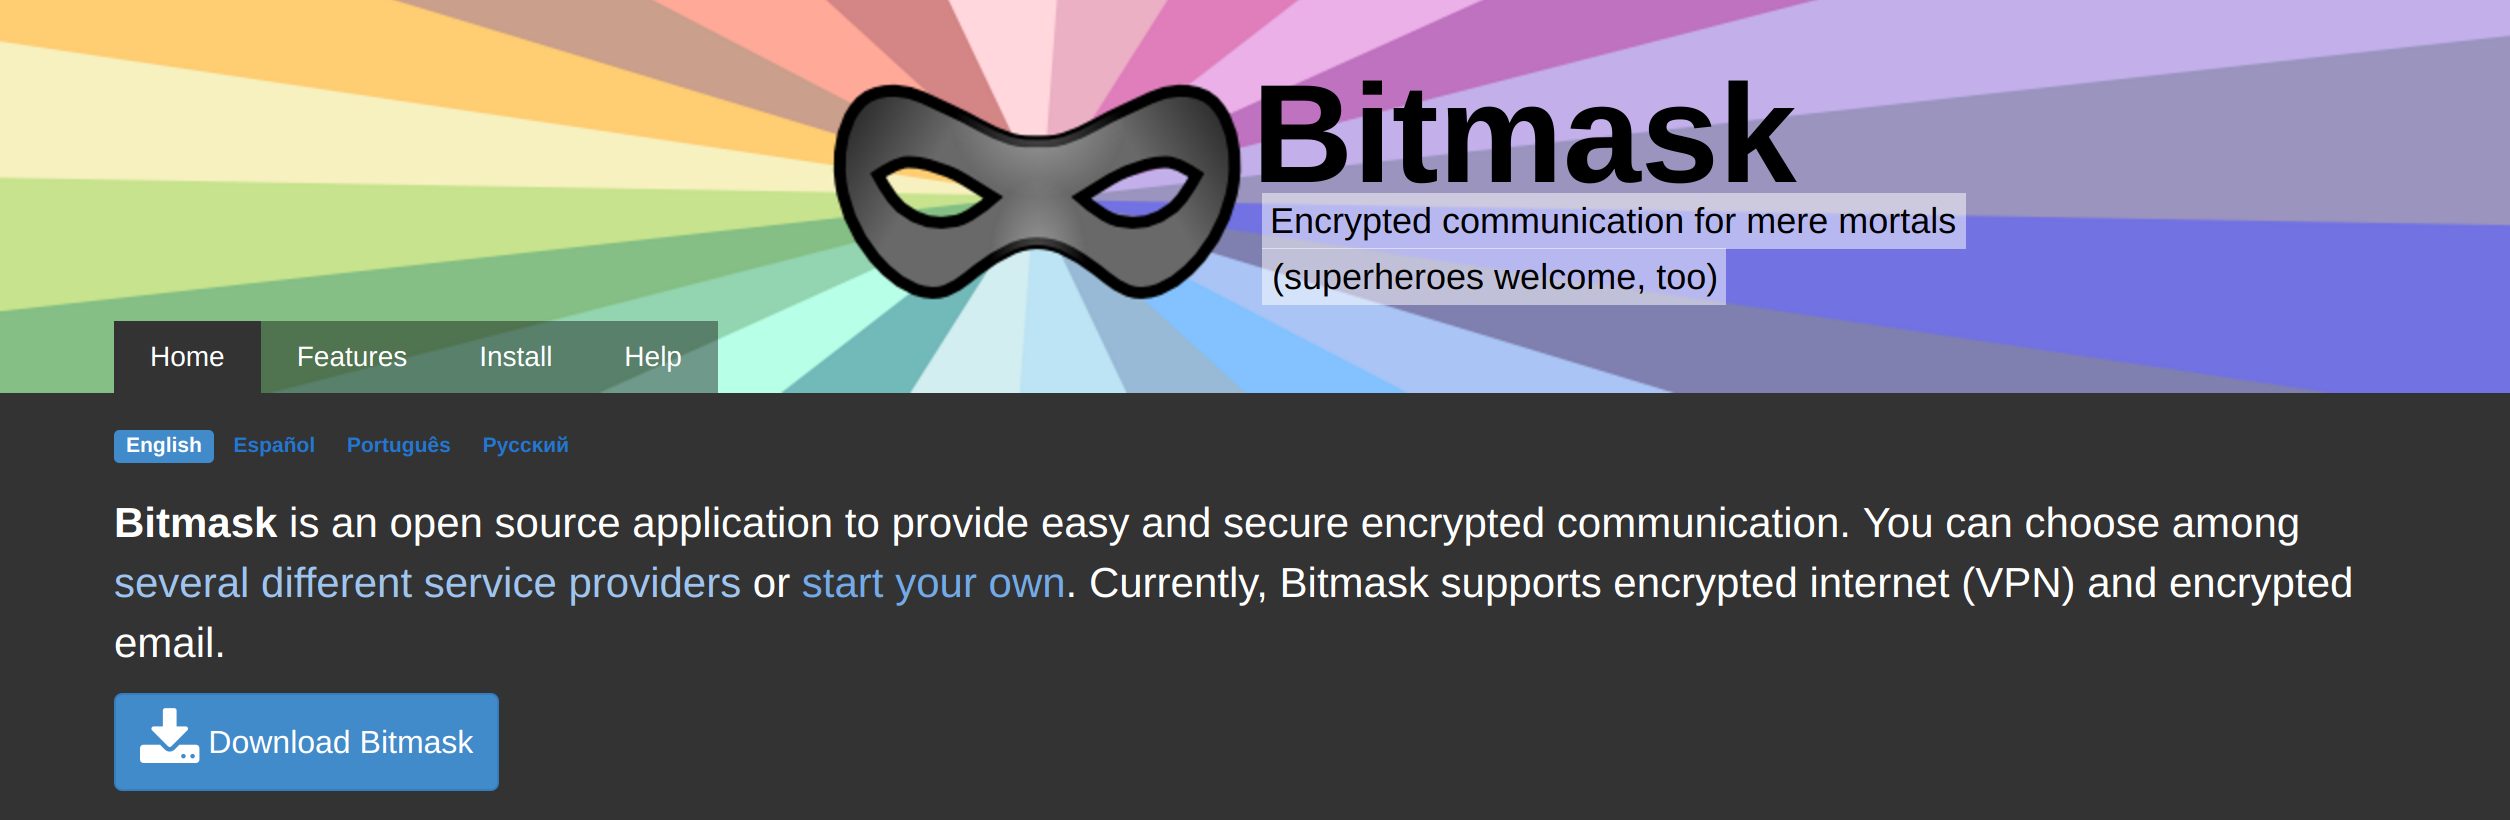 Bitmask
Encrypted communication for mere mortals
(superheroes welcome, too)
Home Features Install Help
English Español Português Русский
Bitmask is an open source application to provide easy and secure encrypted communication. You can choose among
several different service providers or start your own. Currently, Bitmask supports encrypted internet (VPN) and encrypted
email.
Download Bitmask